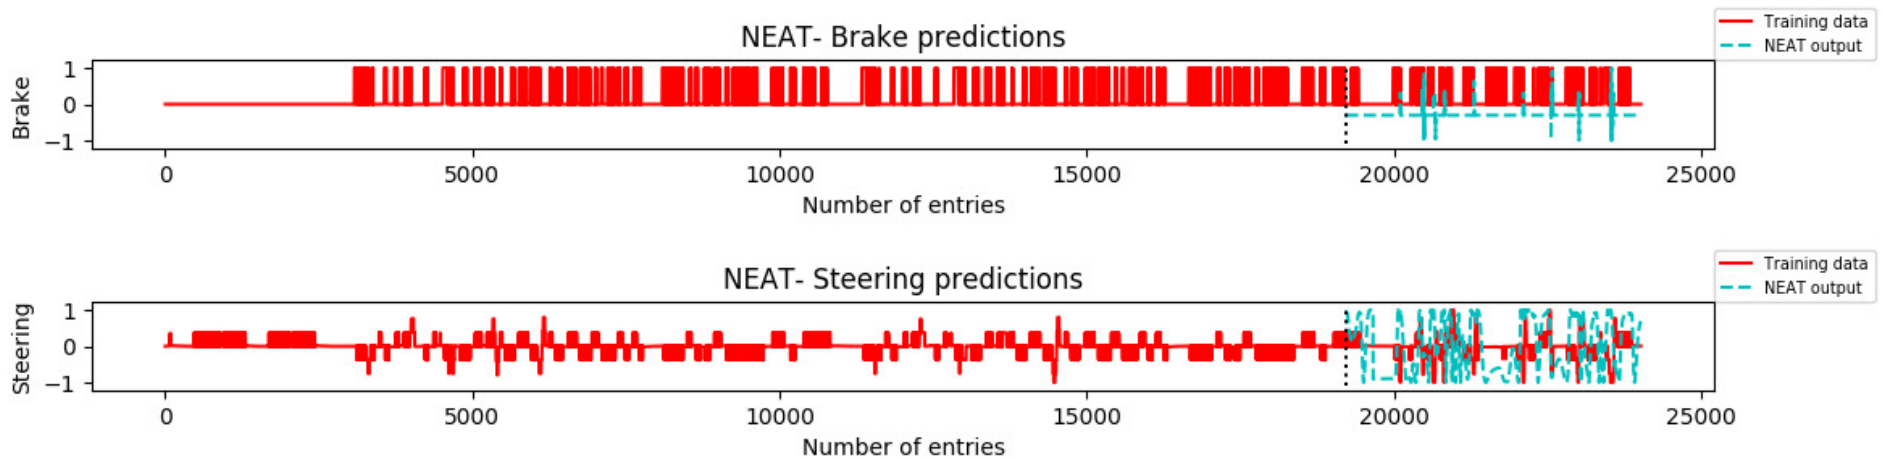 NEAT- Brake predictions
Training data
NEAT output
Brake
1
0
−1
0 5000 10000 15000 20000 25000
Number of entries
NEAT- Steering predictions
Training data
NEAT output
Steering
1
0
−1
0 5000 10000 15000 20000 25000
Number of entries